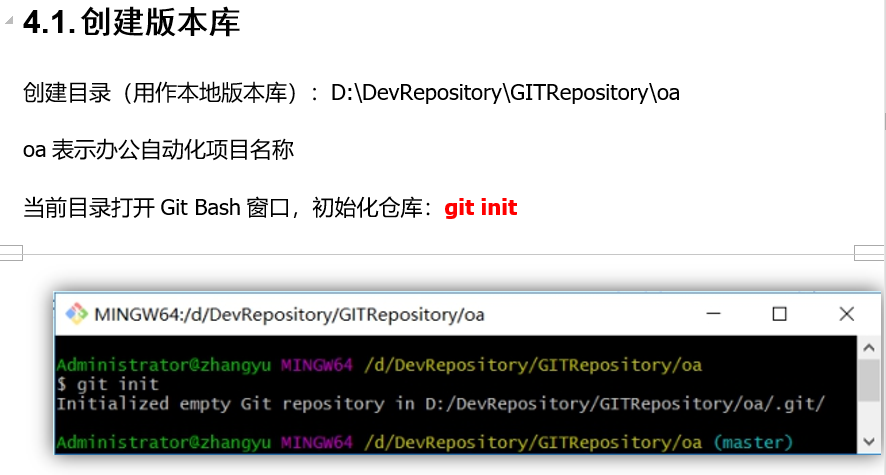 4.1. 创建版本库
创建目录（用作本地版本库）：D:\DevRepository\GITRepository\oa
oa 表示办公自动化项目名称
当前目录打开 Git Bash 窗口，初始化仓库：git init
MINGW64:/d/DevRepository/GITRepository/oa
Administrator@zhangyu MINGW64 /d/DevRepository/GITRepository/oa
$ git init
Initialized empty Git repository in D:/DevRepository/GITRepository/oa/.git/
Administrator@zhangyu MINGW64 /d/DevRepository/GITRepository/oa (master)